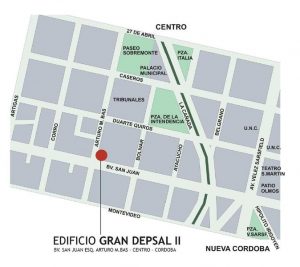 CENTRO
27 DE ABRIL
PASEO
SOBREMONTE
PZA.
ITALIA
PALACIO
MUNICIPAL
CASEROS
ARTIGAS
TRIBUNALES
LA CAÑADA
BELGRANO
CORRO
ARTURO M. BAS
DUARTE QUIROS
PZA. DE LA
INTENDENCIA
U.N.C.
U.N.C.
BOLIVAR
AYACUCHO
AV. VELEZ SARSFIELD
PATIO
OLMOS
BV. SAN JUAN
MONTEVIDEO
HIPOLITO IRIGOYEN
PZA.
V.SARSF.
EDIFICIO GRAN DEPSAL II
BV. SAN JUAN ESQ. ARTURO M.BAS - CENTRO - CORDOBA
NUEVA CORDOBA